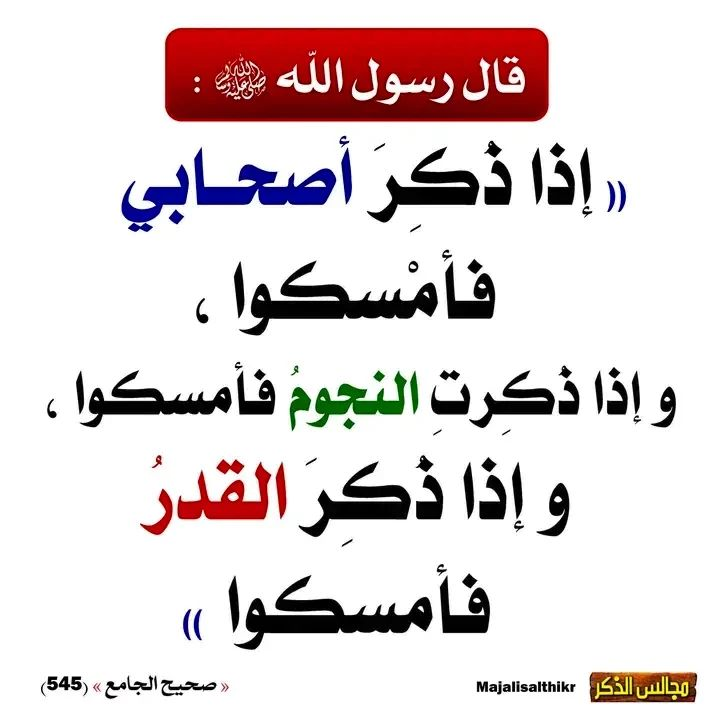 قال رسول الله ﷺ :
(( إذا ذُكِرَ أصحـابي
فأمْسكوا ،
و إذا ذُكِرتِ النجومُ فأمسكوا ،
و إذا ذُكِرَ القدرُ
فأمسكوا ))
« صحيح الجامع » (545)
Majalisalthikr
مجالس الذكر